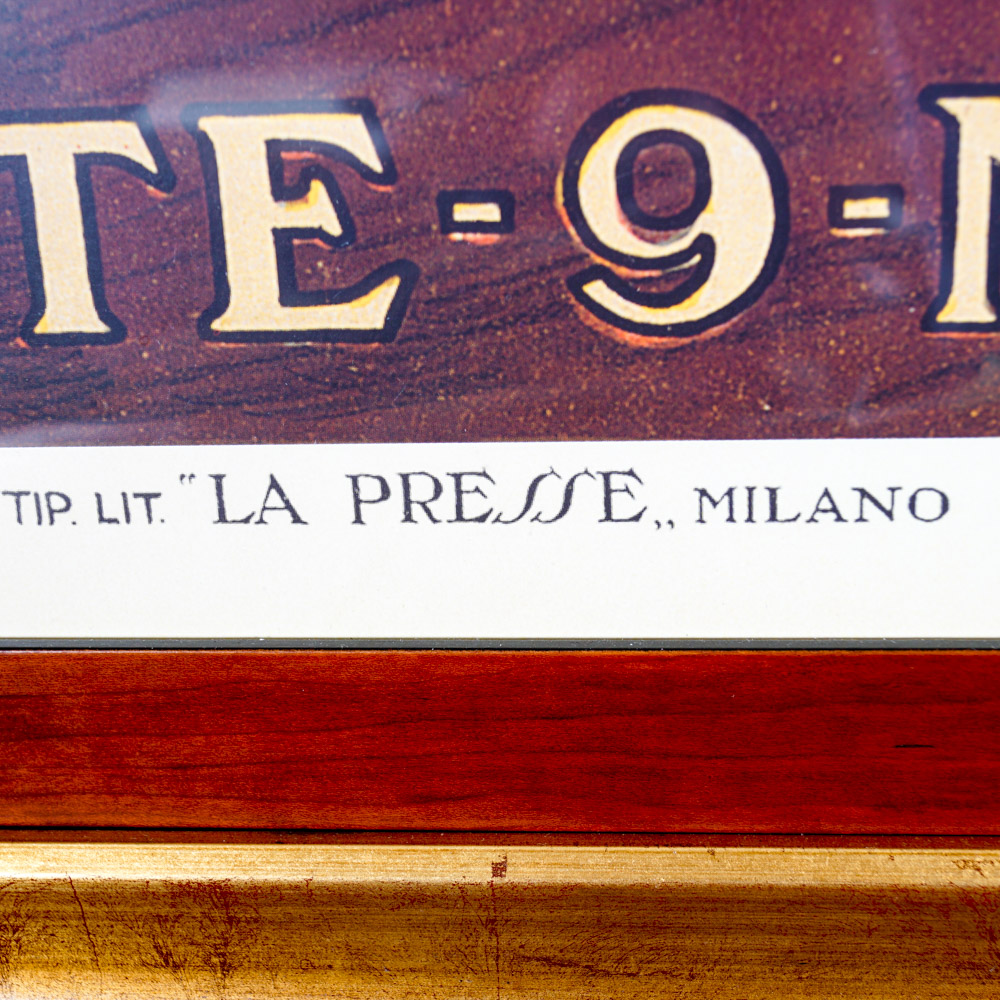 TE-9-
TIP. LIT. "LA PRESSE„ MILANO